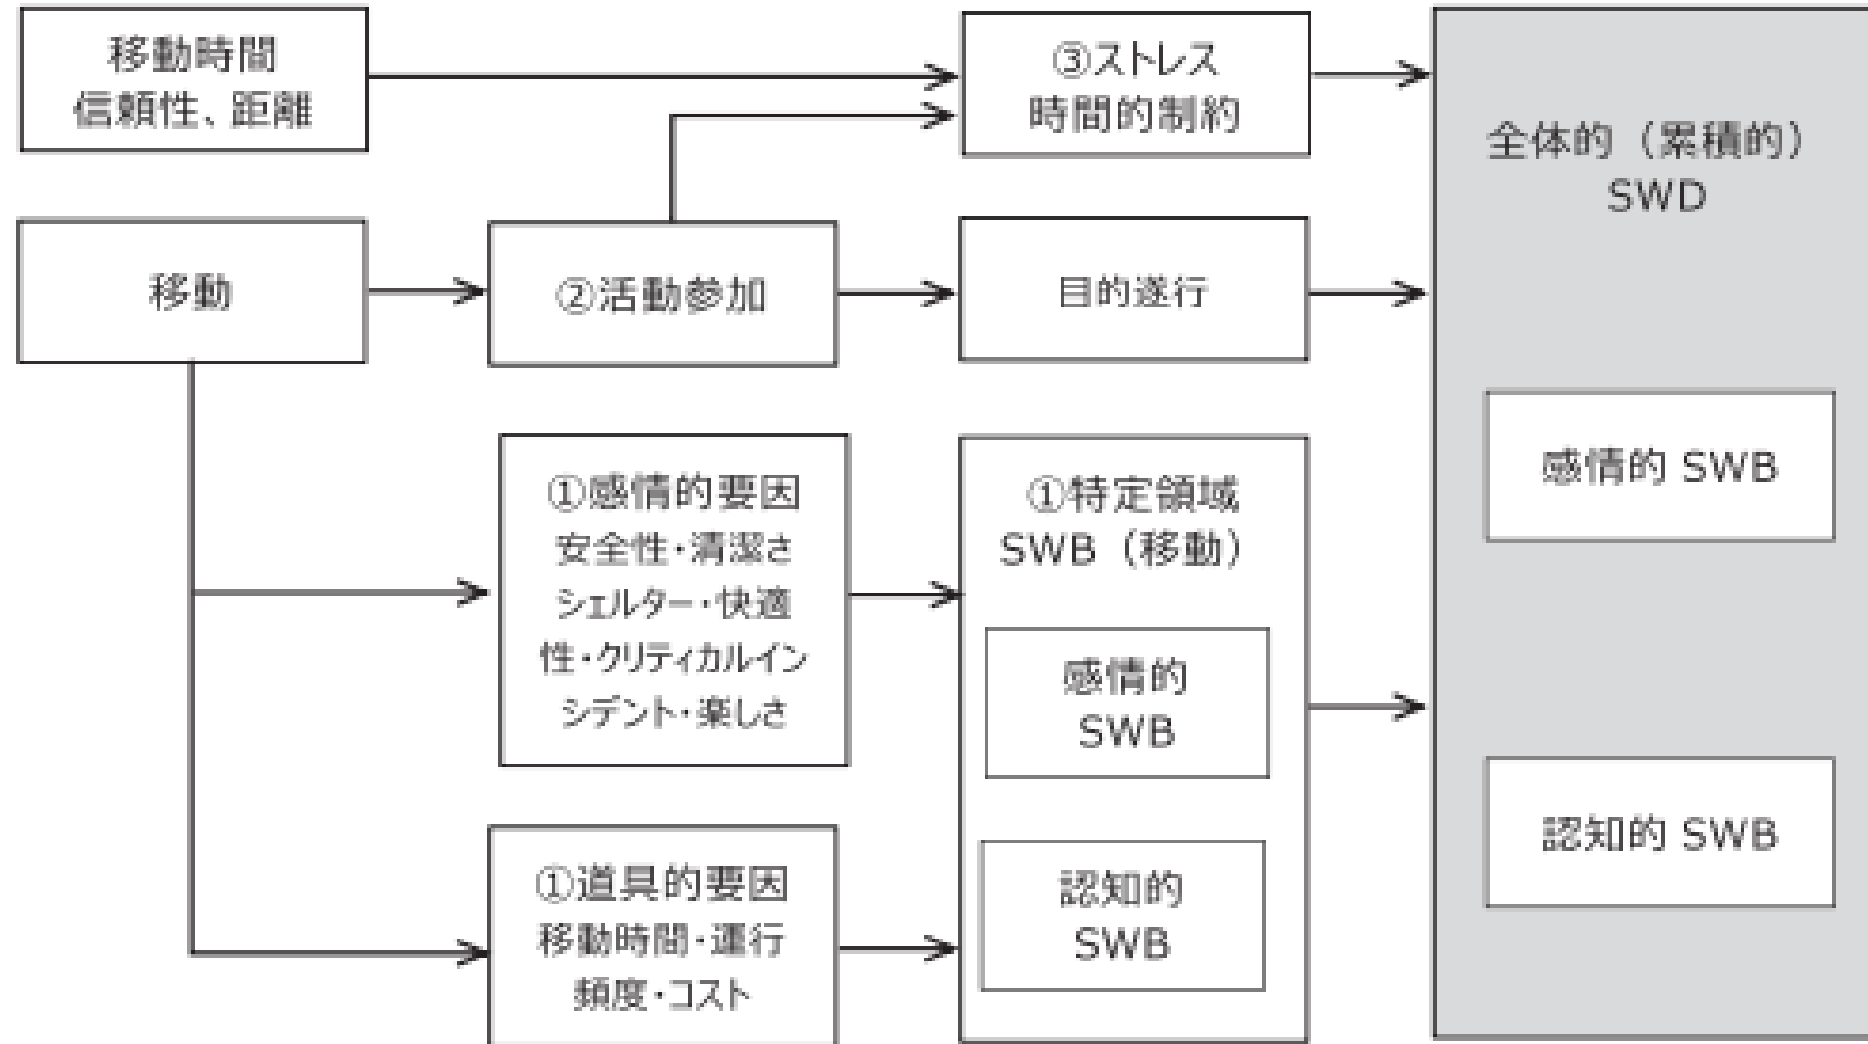 移動時間
信頼性、距離
③ストレス
時間的制約
全体的（累積的）
SWD
移動
②活動参加
目的遂行
①感情的要因
安全性・清潔さ
シェルター・快適
性・クリティカルイン
シデント・楽しさ
①特定領域
SWB（移動）
感情的
SWB
認知的
SWB
感情的 SWB
認知的 SWB
①道具的要因
移動時間・運行
頻度・コスト